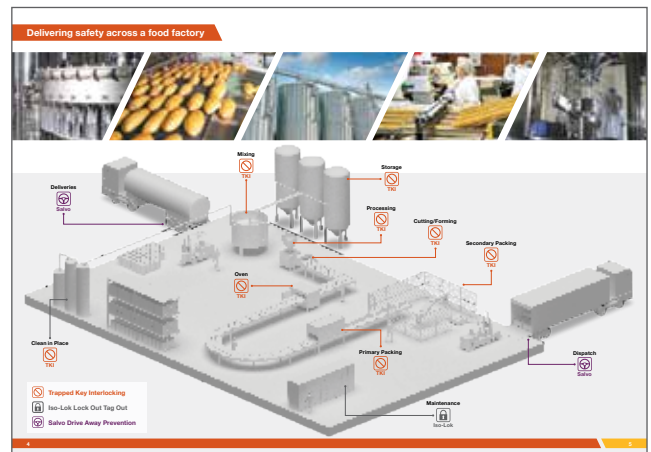 Delivering safety across a food factory
Mixing
TKI
Storage
TKI
Deliveries
Salvo
Processing
TKI
Cutting/Forming
TKI
Secondary Packing
TKI
Oven
TKI
Clean in Place
TKI
Primary Packing
TKI
Dispatch
Salvo
Maintenance
Iso-Lok
Trapped Key Interlocking
Iso-Lok Lock Out Tag Out
Salvo Drive Away Prevention
4